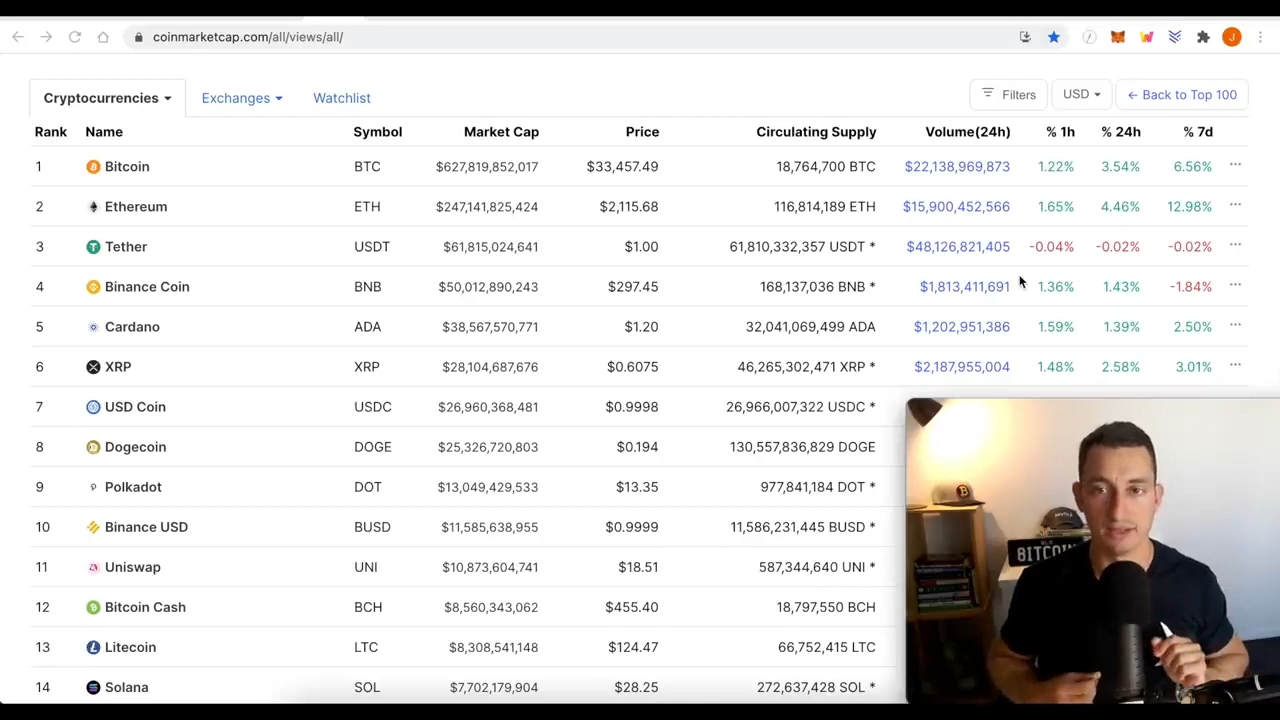 coinmarketcap.com/all/views/all/
J
Cryptocurrencies Exchanges Watchlist Filters USD ← Back to Top 100
Rank Name Symbol Market Cap Price Circulating Supply Volume(24h) % 1h % 24h % 7d
1 Bitcoin BTC $627,819,852,017 $33,457.49 18,764,700 BTC $22,138,969,873 1.22% 3.54% 6.56% ...
2 Ethereum ETH $247,141,825,424 $2,115.68 116,814,189 ETH $15,900,452,566 1.65% 4.46% 12.98% ...
3 Tether USDT $61,815,024,641 $1.00 61,810,332,357 USDT * $48,126,821,405 -0.04% -0.02% -0.02% ...
4 Binance Coin BNB $50,012,890,243 $297.45 168,137,036 BNB * $1,813,411,691 1.36% 1.43% -1.84% ...
5 Cardano ADA $38,567,570,771 $1.20 32,041,069,499 ADA $1,202,951,386 1.59% 1.39% 2.50% ...
6 XRP XRP $28,104,687,676 $0.6075 46,265,302,471 XRP * $2,187,955,004 1.48% 2.58% 3.01% ...
7 USD Coin USDC $26,960,368,481 $0.9998 26,966,007,322 USDC *
8 Dogecoin DOGE $25,326,720,803 $0.194 130,557,836,829 DOGE
9 Polkadot DOT $13,049,429,533 $13.35 977,841,184 DOT *
10 Binance USD BUSD $11,585,638,955 $0.9999 11,586,231,445 BUSD *
11 Uniswap UNI $10,873,604,741 $18.51 587,344,640 UNI *
12 Bitcoin Cash BCH $8,560,343,062 $455.40 18,797,550 BCH
13 Litecoin LTC $8,308,541,148 $124.47 66,752,415 LTC
14 Solana SOL $7,702,179,904 $28.25 272,637,428 SOL *
8ITCOIN